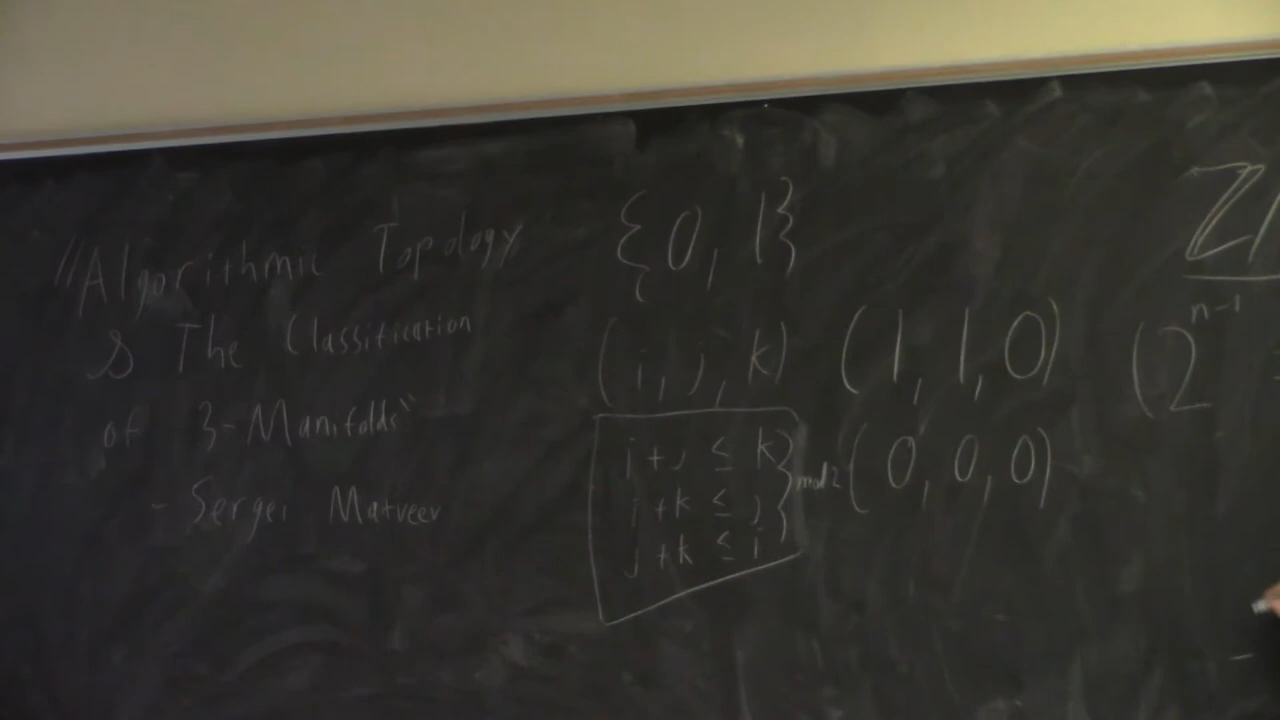 "Algorithmic Topology
& The Classification
of 3-Manifolds"
- Sergei Matveev
{0, 1}
(i, j, k) (1, 1, 0)
(0, 0, 0)
i + j ≤ k
i + k ≤ j
j + k ≤ i
} mod 2
(2^{n-1}